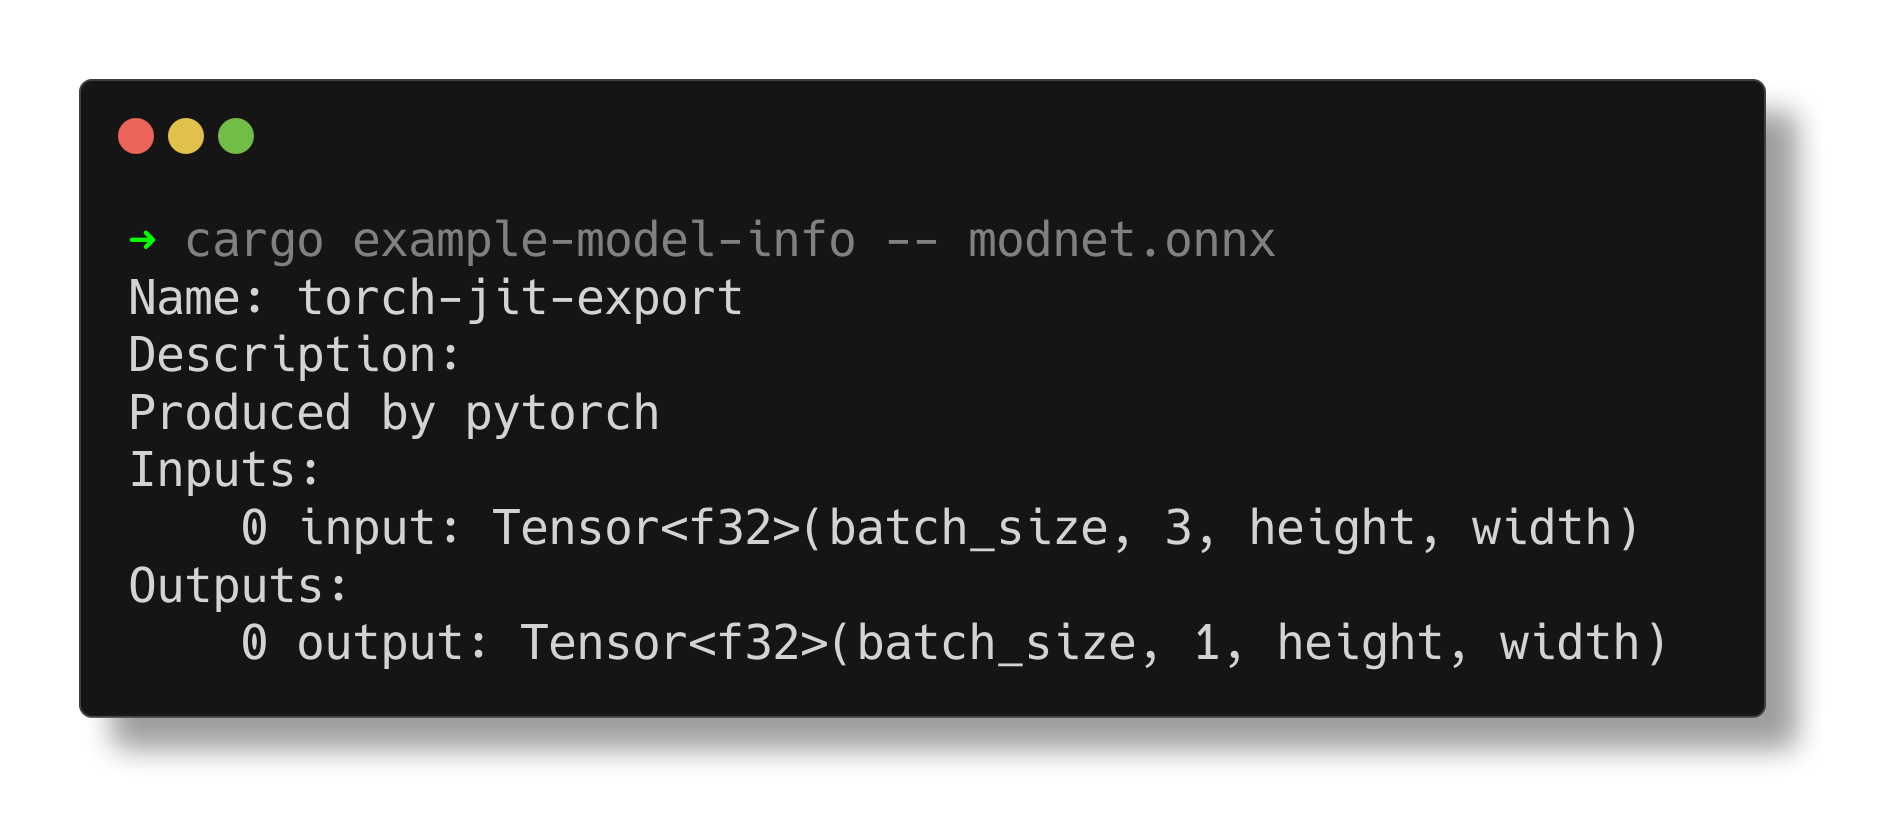 ➜ cargo example-model-info -- modnet.onnx
Name: torch-jit-export
Description:
Produced by pytorch
Inputs:
    0 input: Tensor<f32>(batch_size, 3, height, width)
Outputs:
    0 output: Tensor<f32>(batch_size, 1, height, width)